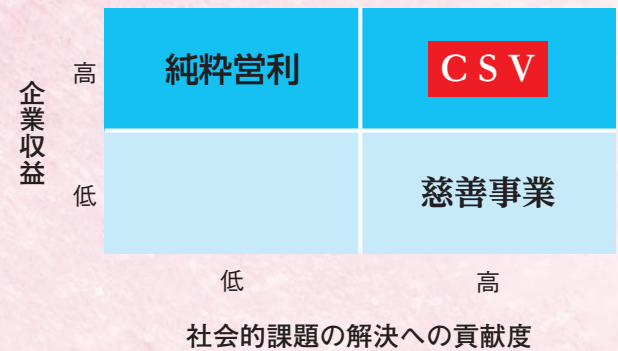 企業収益
高
純粋営利
CSV
低
慈善事業
低
高
社会的課題の解決への貢献度